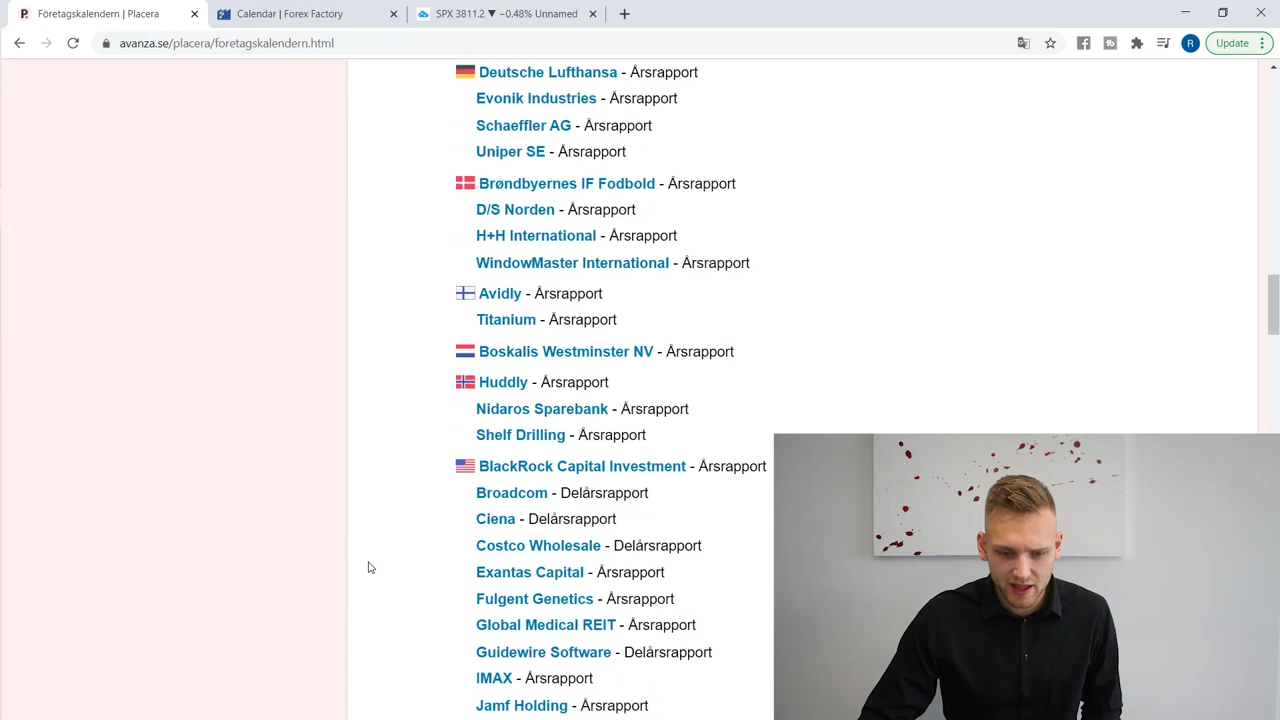 Företagskalendern | Placera
Calendar | Forex Factory
SPX 3811.2 ▼ −0.48% Unnamed
avanza.se/placera/foretagskalendern.html
R
Update
Deutsche Lufthansa - Årsrapport
Evonik Industries - Årsrapport
Schaeffler AG - Årsrapport
Uniper SE - Årsrapport
Brøndbyernes IF Fodbold - Årsrapport
D/S Norden - Årsrapport
H+H International - Årsrapport
WindowMaster International - Årsrapport
Avidly - Årsrapport
Titanium - Årsrapport
Boskalis Westminster NV - Årsrapport
Huddly - Årsrapport
Nidaros Sparebank - Årsrapport
Shelf Drilling - Årsrapport
BlackRock Capital Investment - Årsrapport
Broadcom - Delårsrapport
Ciena - Delårsrapport
Costco Wholesale - Delårsrapport
Exantas Capital - Årsrapport
Fulgent Genetics - Årsrapport
Global Medical REIT - Årsrapport
Guidewire Software - Delårsrapport
IMAX - Årsrapport
Jamf Holding - Årsrapport